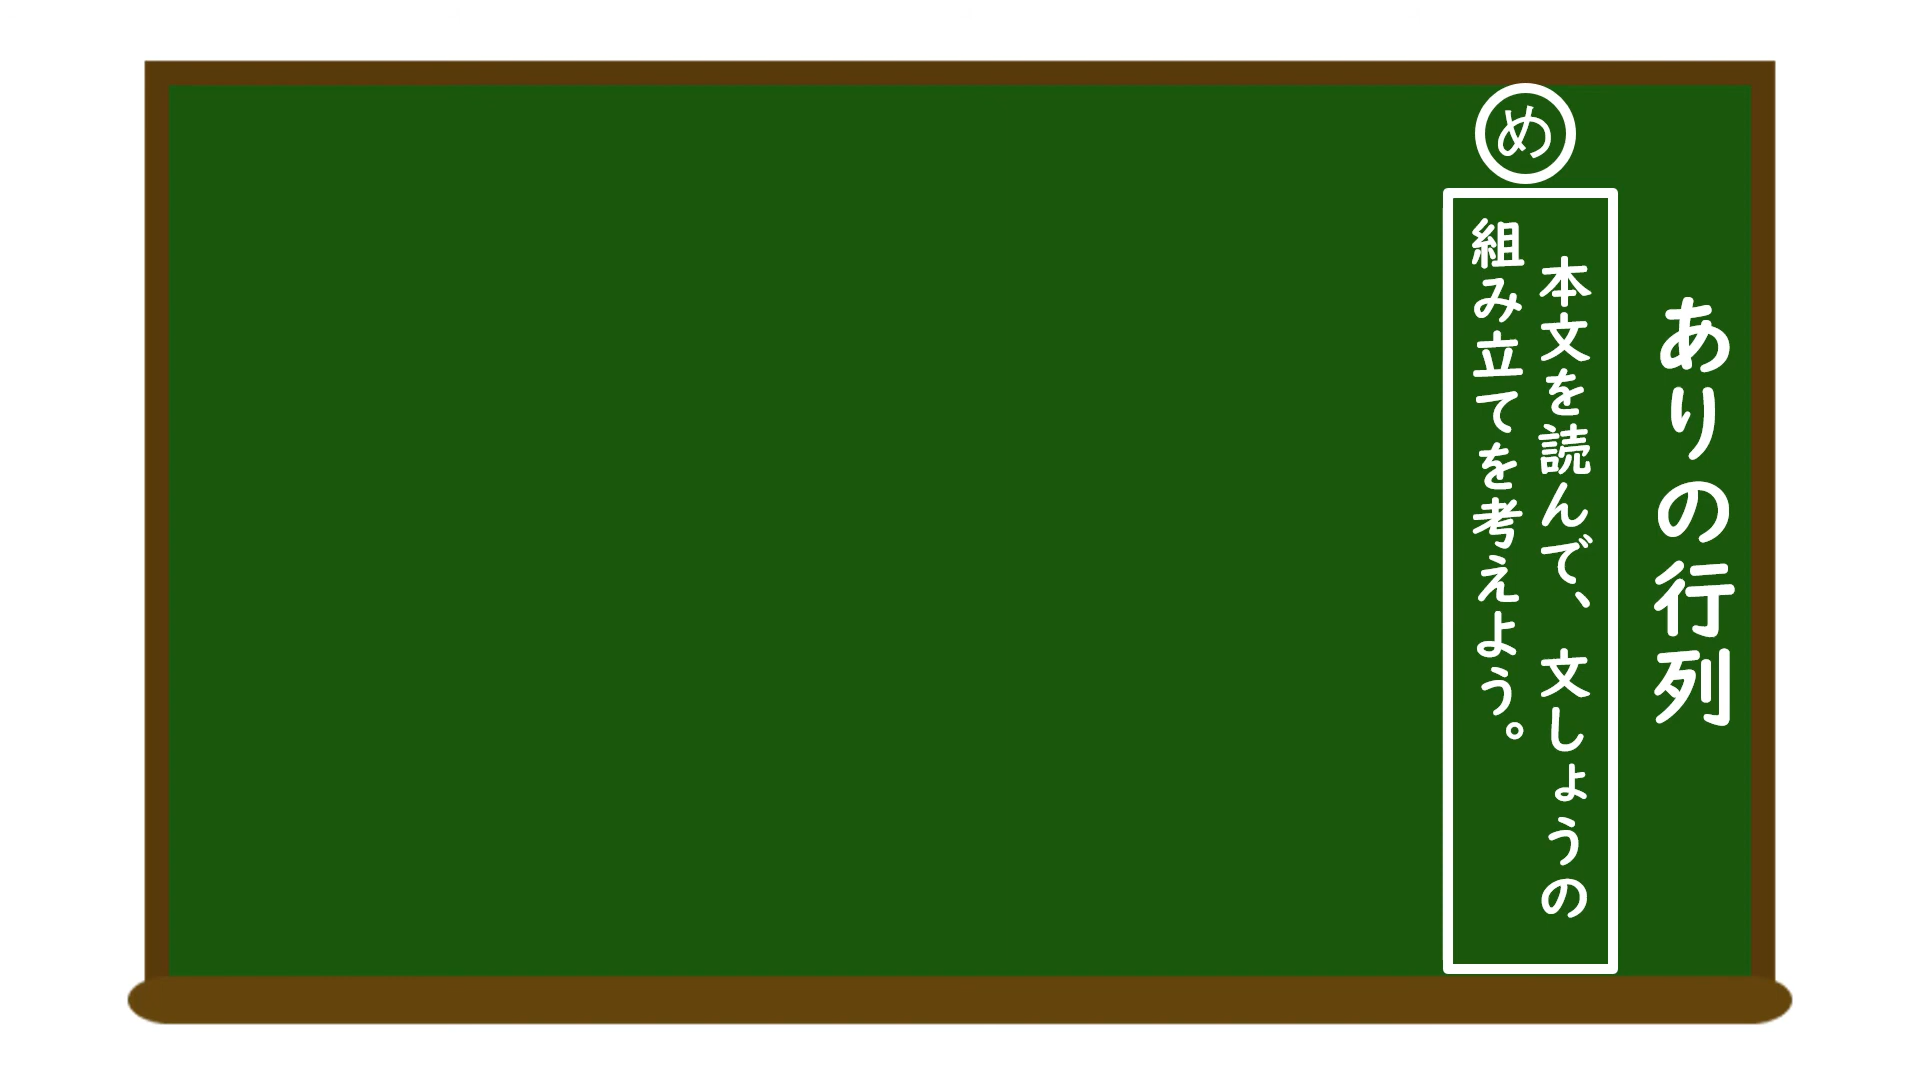 ありの行列
め
本文を読んで、文しょうの
組み立てを考えよう。